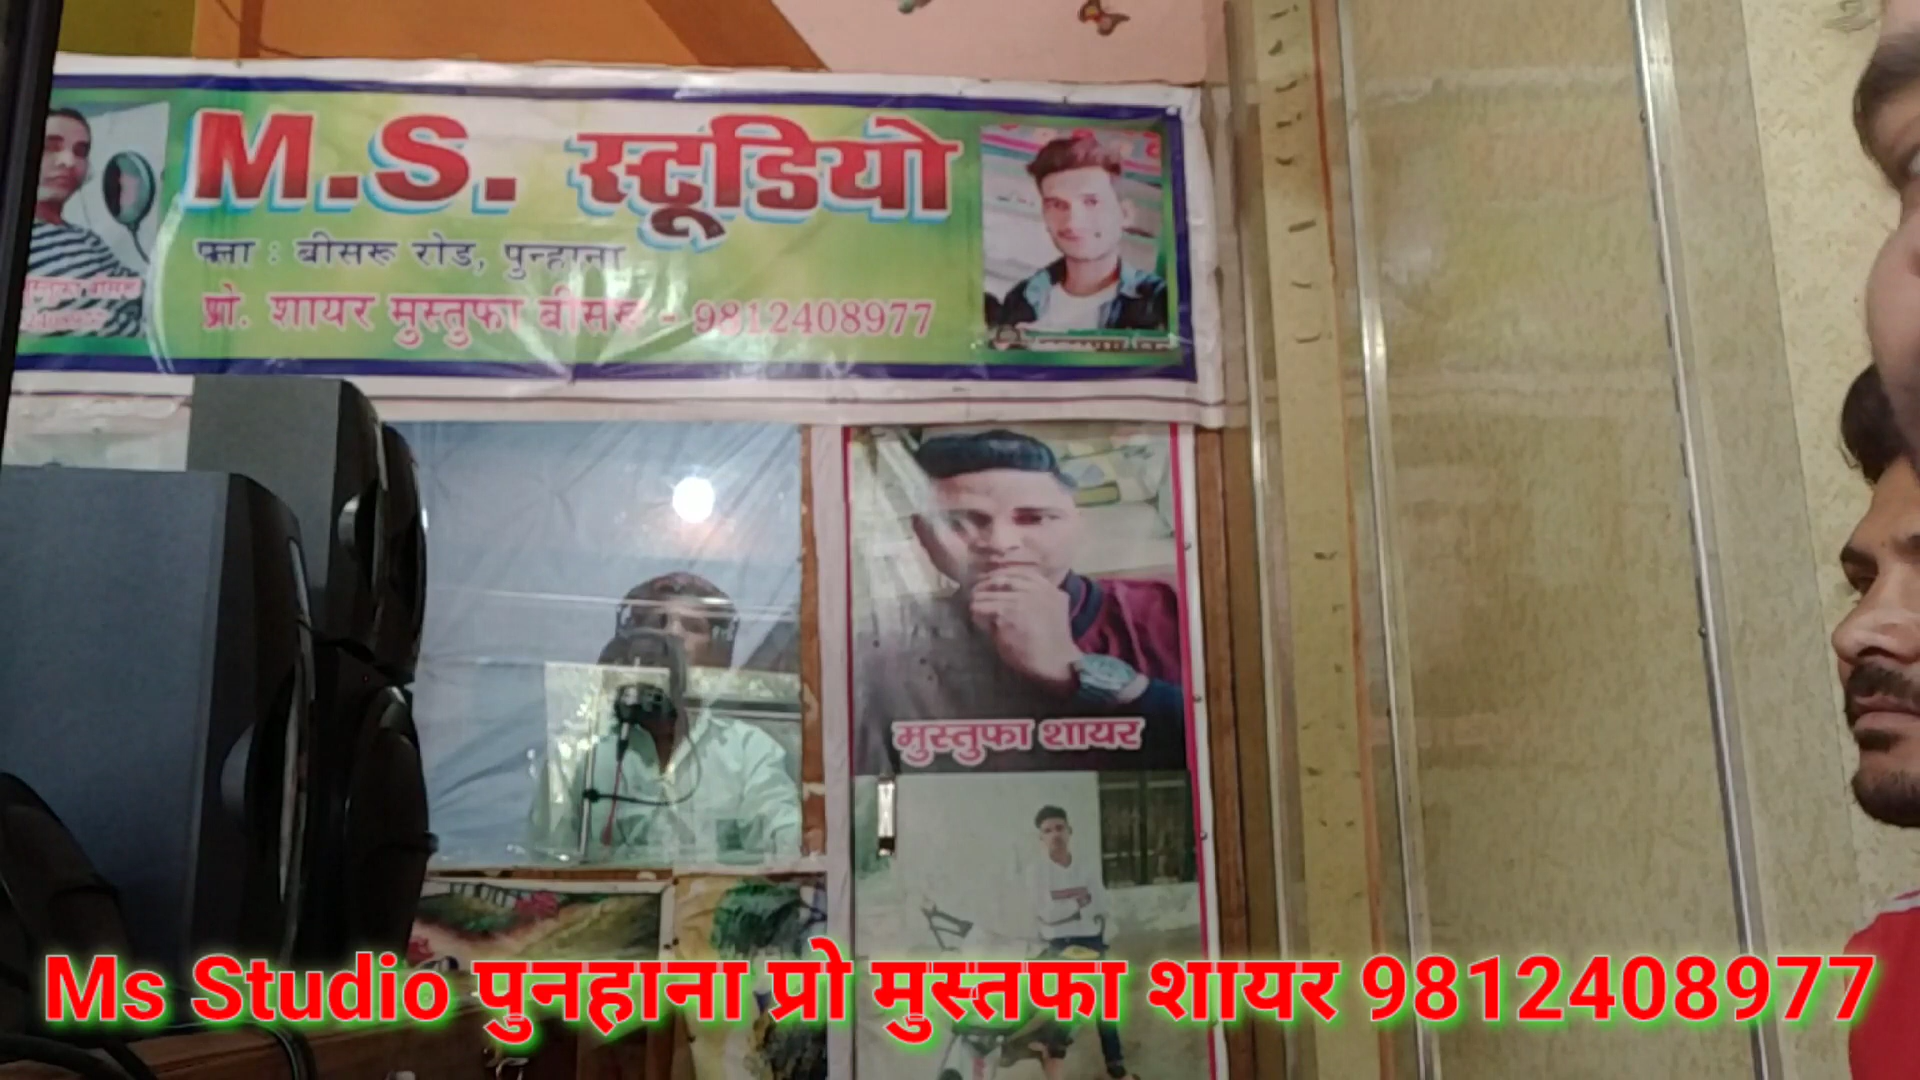 M.S. स्टूडियो
पता : बीसरू रोड, पुन्हाना
प्रो. शायर मुस्तुफा बीसरू - 9812408977
मुस्तुफा शायर
Ms Studio पुनहाना प्रो मुस्तफा शायर 9812408977